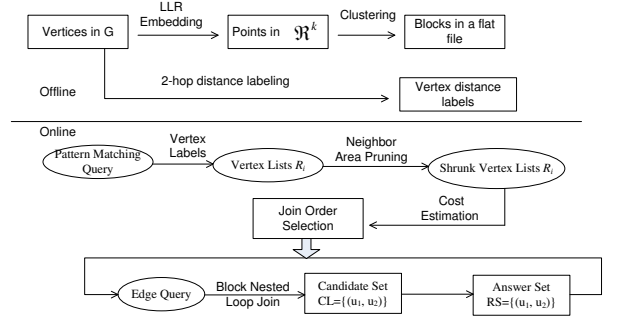 LLR
Embedding
Clustering
Vertices in G
Points in ℜ^k
Blocks in a flat
file
2-hop distance labeling
Offline
Vertex distance
labels
Online
Pattern Matching
Query
Vertex
Labels
Vertex Lists R_i
Neighbor
Area Pruning
Shrunk Vertex Lists R_i
Cost
Estimation
Join Order
Selection
Edge Query
Block Nested
Loop Join
Candidate Set
CL={(u_1, u_2)}
Answer Set
RS={(u_1, u_2)}